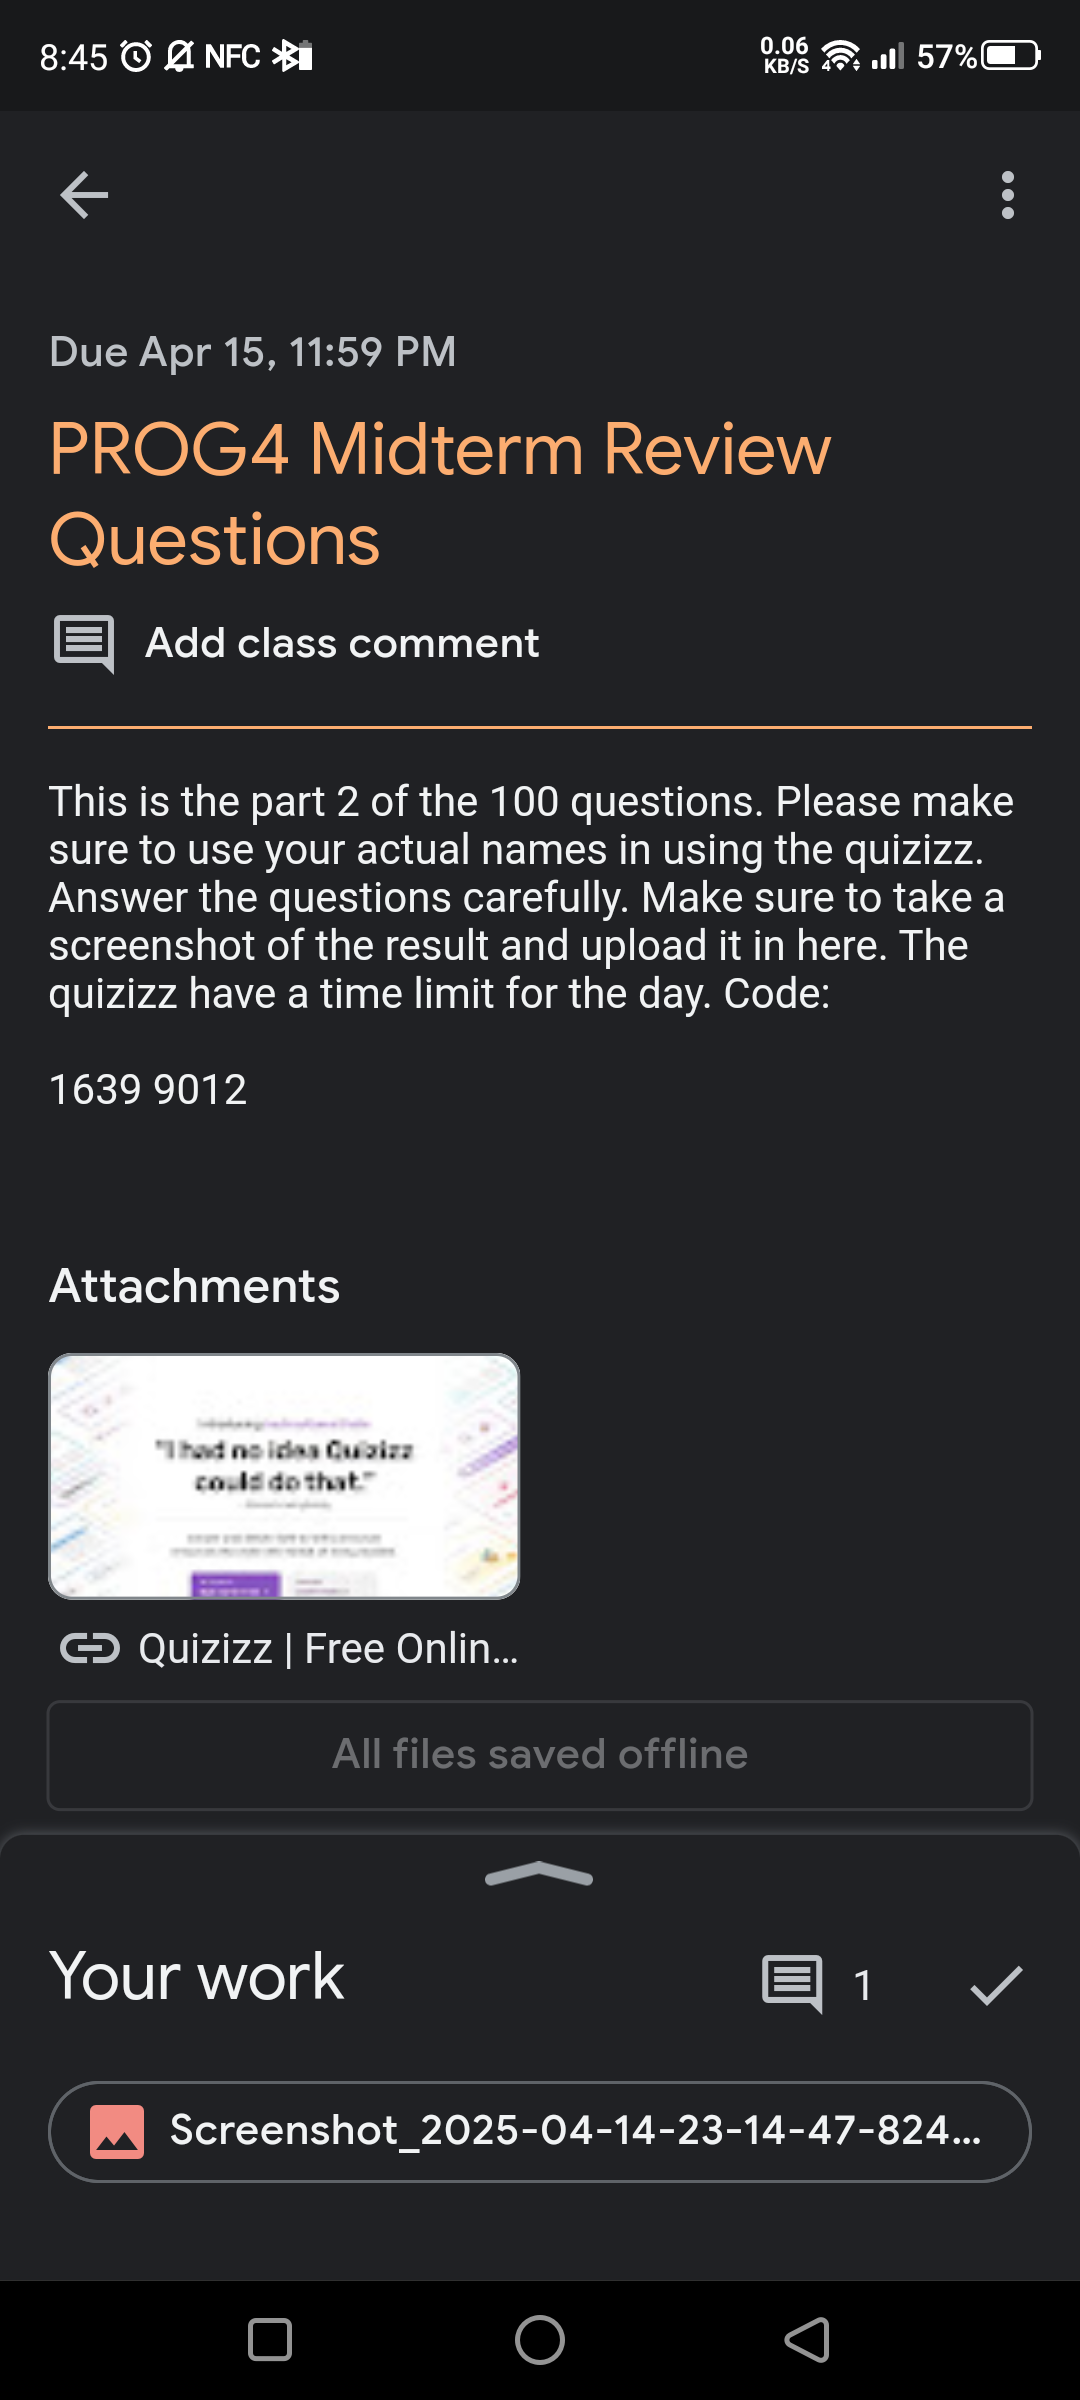 8:45 NFC 0.06 KB/S 4 57%
Due Apr 15, 11:59 PM
PROG4 Midterm Review
Questions
Add class comment
This is the part 2 of the 100 questions. Please make
sure to use your actual names in using the quizizz.
Answer the questions carefully. Make sure to take a
screenshot of the result and upload it in here. The
quizizz have a time limit for the day. Code:
1639 9012
Attachments
"I had no idea Quizizz
could do that."
Quizizz | Free Onlin...
All files saved offline
Your work 1
Screenshot_2025-04-14-23-14-47-824...